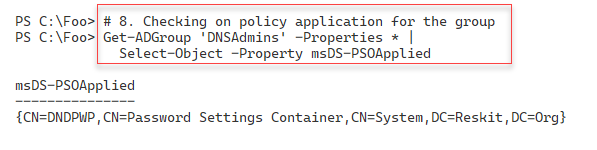 PS C:\Foo> # 8. Checking on policy application for the group
PS C:\Foo> Get-ADGroup 'DNSAdmins' -Properties * |
Select-Object -Property msDS-PSOApplied
msDS-PSOApplied
---------------
{CN=DNDPWP,CN=Password Settings Container,CN=System,DC=Reskit,DC=Org}